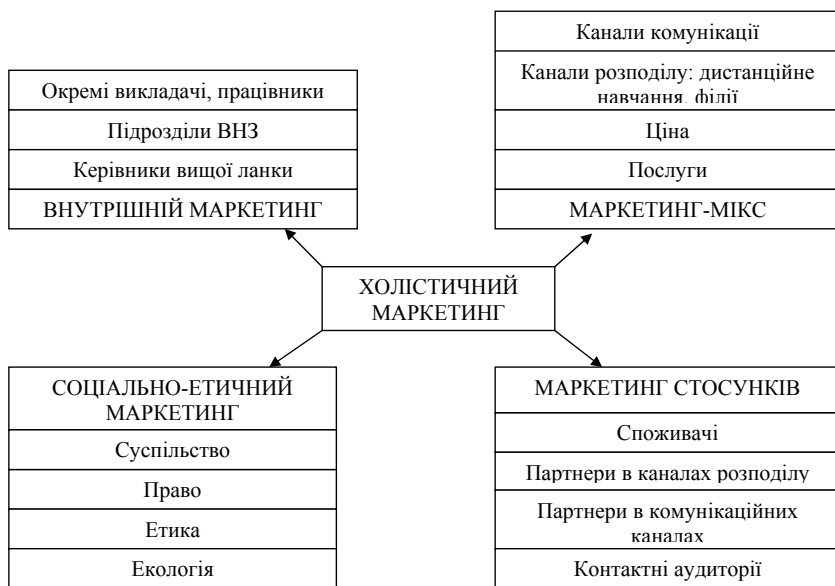 Окремі викладачі, працівники
Підрозділи ВНЗ
Керівники вищої ланки
ВНУТРІШНІЙ МАРКЕТИНГ
Канали комунікації
Канали розподілу: дистанційне
навчання, філії
Ціна
Послуги
МАРКЕТИНГ-МІКС
ХОЛІСТИЧНИЙ
МАРКЕТИНГ
СОЦІАЛЬНО-ЕТИЧНИЙ
МАРКЕТИНГ
Суспільство
Право
Етика
Екологія
МАРКЕТИНГ СТОСУНКІВ
Споживачі
Партнери в каналах розподілу
Партнери в комунікаційних
каналах
Контактні аудиторії